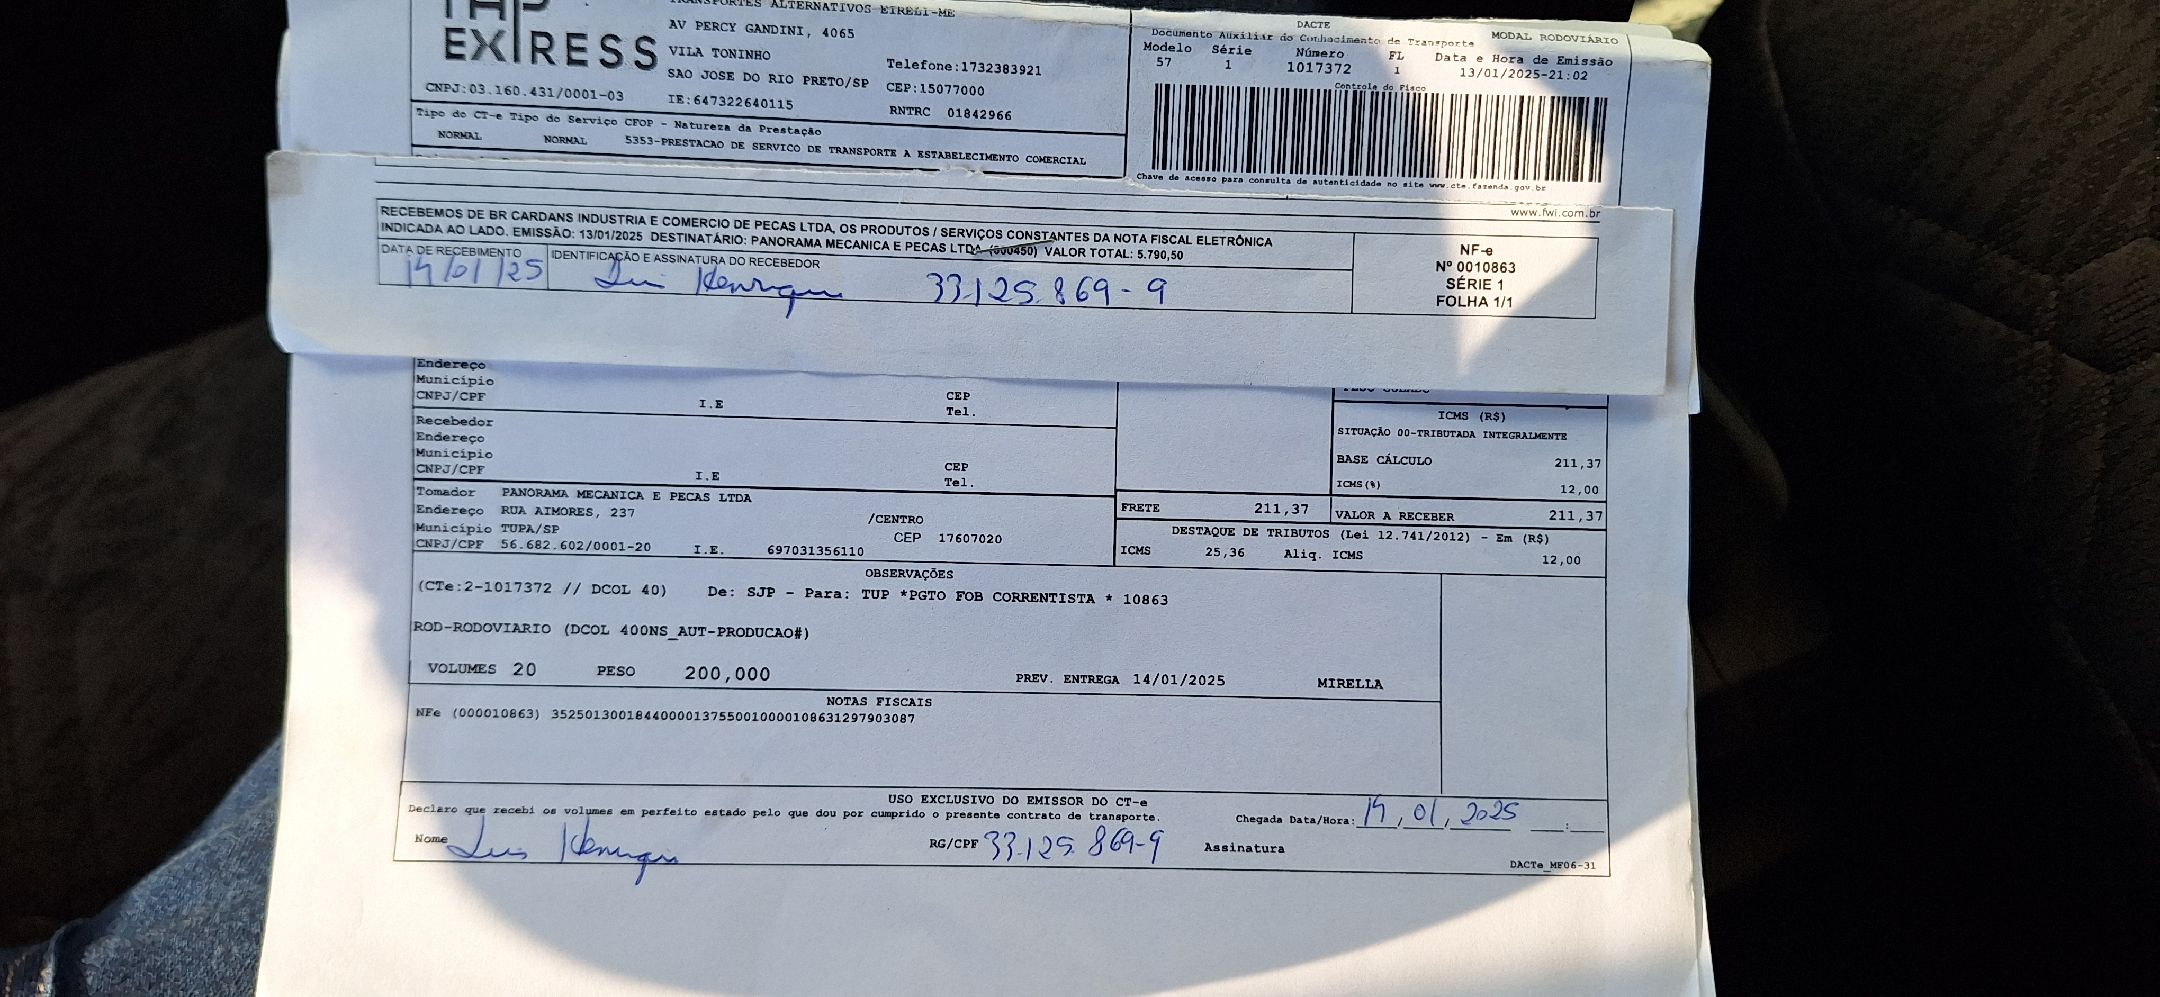 EXPRESS
TRANSPORTES ALTERNATIVOS EIRELI-ME
AV PERCY GANDINI, 4065
VILA TONINHO
SAO JOSE DO RIO PRETO/SP
Telefone:1732383921
CEP:15077000
CNPJ:03.160.431/0001-03
IE:647322640115
RNTRC 01842966
Tipo do CT-e Tipo do Serviço CFOP - Natureza da Prestação
NORMAL NORMAL 5353-PRESTACAO DE SERVICO DE TRANSPORTE A ESTABELECIMENTO COMERCIAL
DACTE
Documento Auxiliar do Conhecimento de Transporte
MODAL RODOVIÁRIO
Modelo Série Número FL Data e Hora de Emissão
57 1 1017372 1 13/01/2025-21:02
Controle do Fisco
Chave de acesso para consulta de autenticidade no site www.cte.fazenda.gov.br
www.fwi.com.br
RECEBEMOS DE BR CARDANS INDUSTRIA E COMERCIO DE PECAS LTDA, OS PRODUTOS / SERVIÇOS CONSTANTES DA NOTA FISCAL ELETRÔNICA
INDICADA AO LADO. EMISSÃO: 13/01/2025 DESTINATÁRIO: PANORAMA MECANICA E PECAS LTDA (500450) VALOR TOTAL: 5.790,50
DATA DE RECEBIMENTO IDENTIFICAÇÃO E ASSINATURA DO RECEBEDOR
14/01/25 Luis Henrique 33.125.869-9
NF-e
Nº 0010863
SÉRIE 1
FOLHA 1/1
Endereço
Município CEP
CNPJ/CPF I.E Tel.
Recebedor
Endereço
Município CEP
CNPJ/CPF I.E Tel.
Tomador PANORAMA MECANICA E PECAS LTDA
Endereço RUA AIMORES, 237 /CENTRO
Município TUPA/SP CEP 17607020
CNPJ/CPF 56.682.602/0001-20 I.E. 697031356110
ICMS (R$)
SITUAÇÃO 00-TRIBUTADA INTEGRALMENTE
BASE CÁLCULO 211,37
ICMS(%) 12,00
FRETE 211,37 VALOR A RECEBER 211,37
DESTAQUE DE TRIBUTOS (Lei 12.741/2012) - Em (R$)
ICMS 25,36 Aliq. ICMS 12,00
OBSERVAÇÕES
(CTe:2-1017372 // DCOL 40) De: SJP - Para: TUP *PGTO FOB CORRENTISTA * 10863
ROD-RODOVIARIO (DCOL 400NS_AUT-PRODUCAO#)
VOLUMES 20 PESO 200,000 PREV. ENTREGA 14/01/2025 MIRELLA
NOTAS FISCAIS
NFe (000010863) 35250130018440000137550010000108631297903087
USO EXCLUSIVO DO EMISSOR DO CT-e
Declaro que recebi os volumes em perfeito estado pelo que dou por cumprido o presente contrato de transporte. Chegada Data/Hora: 14, 01, 2025 __:__
Nome Luis Henrique RG/CPF 33.125.869-9 Assinatura
DACTe_MF06-31